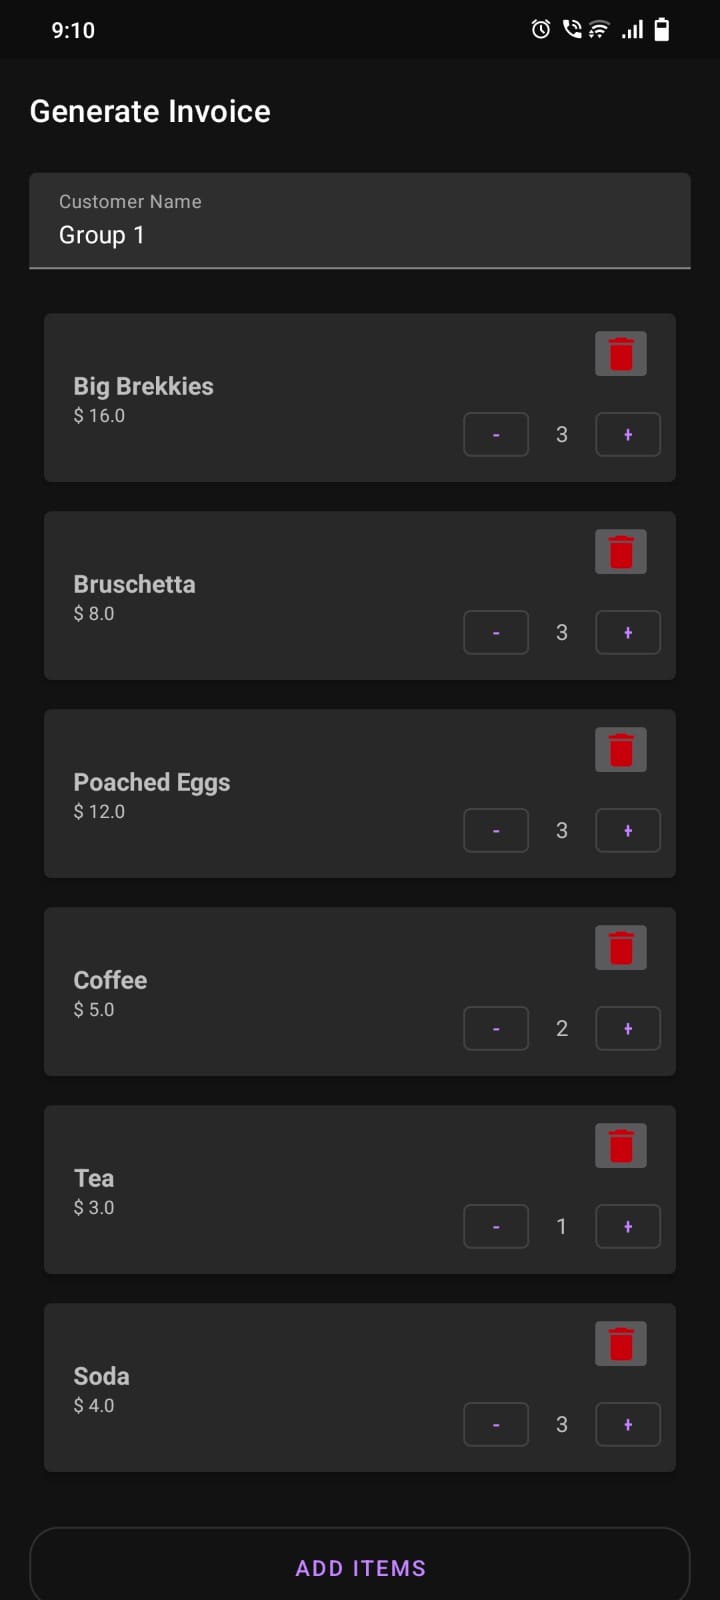 9:10
Generate Invoice
Customer Name
Group 1
Big Brekkies
$ 16.0
- 3 +
Bruschetta
$ 8.0
- 3 +
Poached Eggs
$ 12.0
- 3 +
Coffee
$ 5.0
- 2 +
Tea
$ 3.0
- 1 +
Soda
$ 4.0
- 3 +
ADD ITEMS